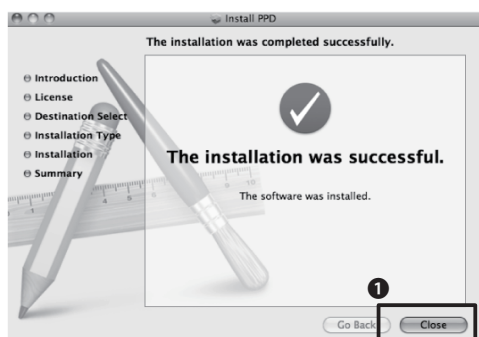 Install PPD
The installation was completed successfully.
Introduction
License
Destination Select
Installation Type
Installation
Summary
The installation was successful.
The software was installed.
1
Go Back
Close